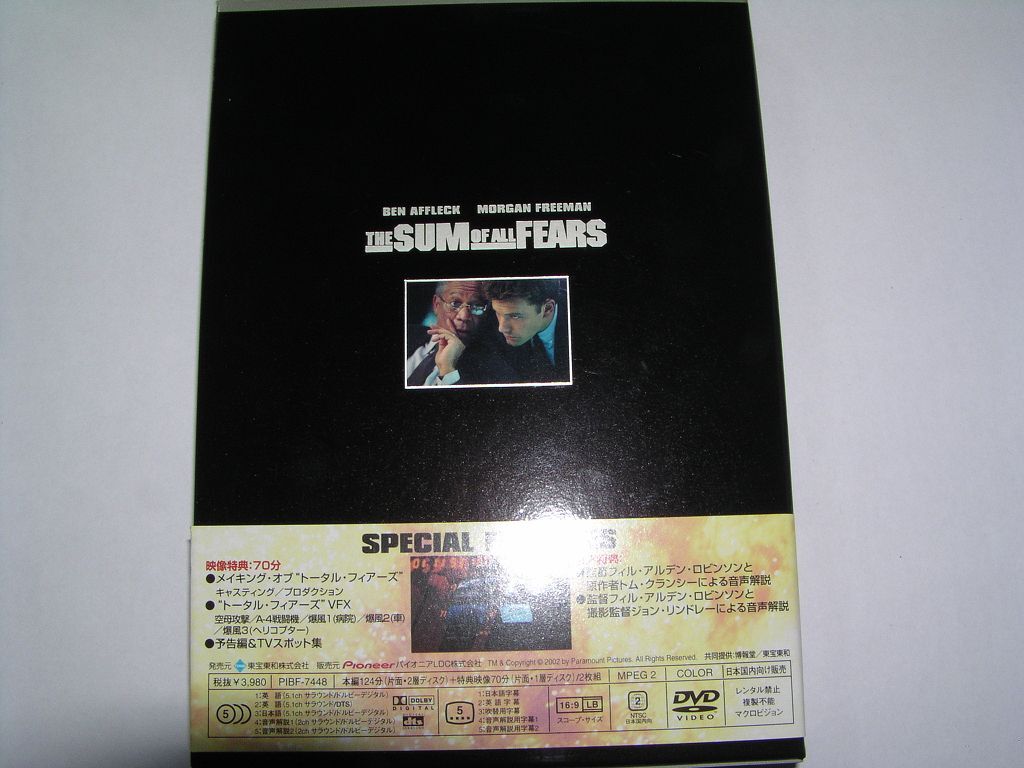 BEN AFFLECK MORGAN FREEMAN
THE SUM OF ALL FEARS
SPECIAL
映像特典:70分
●メイキング・オブ"トータル・フィアーズ"
キャスティング/プロダクション
●"トータル・フィアーズ"VFX
空母攻撃/A-4戦闘機/爆風1(病院)/爆風2(車)
/爆風3(ヘリコプター)
●予告編&TVスポット集
監督フィル・アルデン・ロビンソンと
原作者トム・クランシーによる音声解説
●監督フィル・アルデン・ロビンソンと
撮影監督ジョン・リンドレーによる音声解説
発売元 東宝東和株式会社 販売元 Pioneer パイオニアLDC株式会社 TM & Copyright © 2002 by Paramount Pictures. All Rights Reserved. 共同提供:博報堂/東宝東和
税抜¥3,980 PIBF-7448 本編124分(片面・2層ディスク)+特典映像70分(片面・1層ディスク)/2枚組 MPEG 2 COLOR 日本国内向け販売
5
1:英語(5.1ch サラウンド/ドルビーデジタル)
2:英語(5.1ch サラウンド/DTS)
3:日本語(5.1ch サラウンド/ドルビーデジタル)
4:音声解説1(2ch サラウンド/ドルビーデジタル)
5:音声解説2(2ch サラウンド/ドルビーデジタル)
DOLBY
DIGITAL
dts
5
1:日本語字幕
2:英語字幕
3:吹替用字幕
4:音声解説用字幕1
5:音声解説用字幕2
16:9 LB
スコープ・サイズ
2
NTSC
日本国内向
DVD
VIDEO
レンタル禁止
複製不能
マクロビジョン